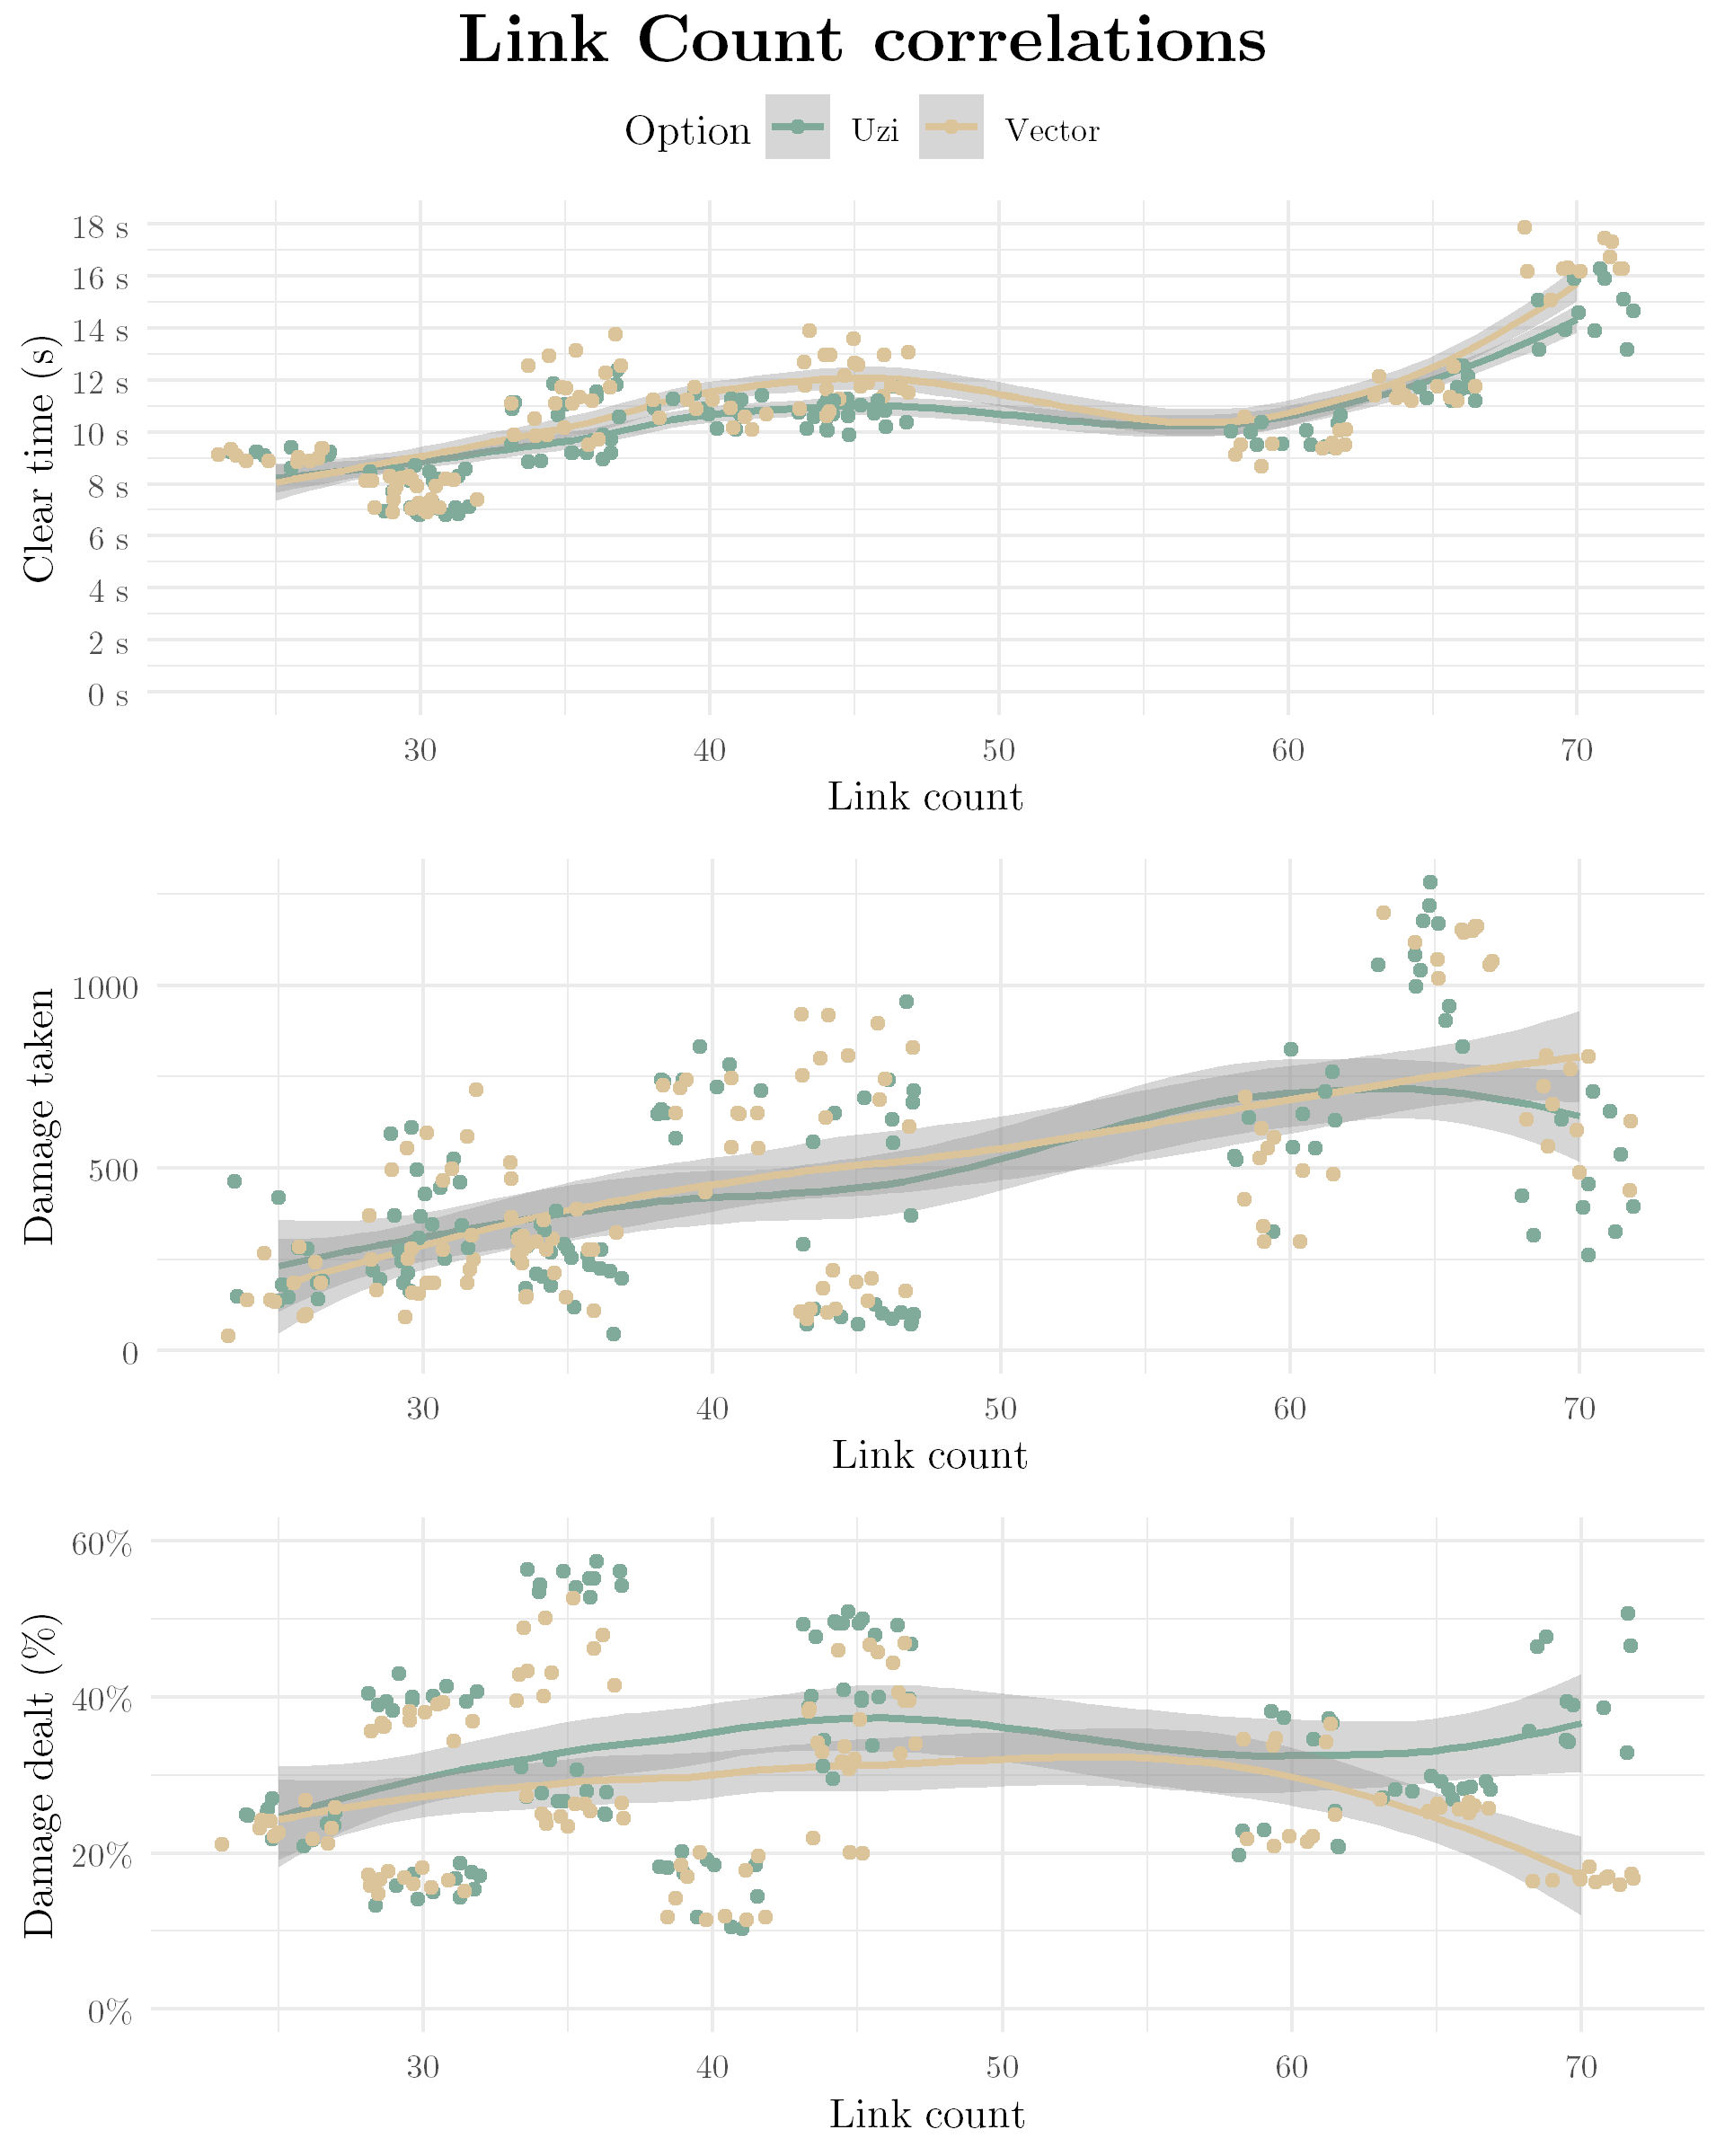 Link Count correlations
Option Uzi Vector
Clear time (s)
18 s
16 s
14 s
12 s
10 s
8 s
6 s
4 s
2 s
0 s
30 40 50 60 70
Link count
Damage taken
1000
500
0
30 40 50 60 70
Link count
Damage dealt (%)
60%
40%
20%
0%
30 40 50 60 70
Link count